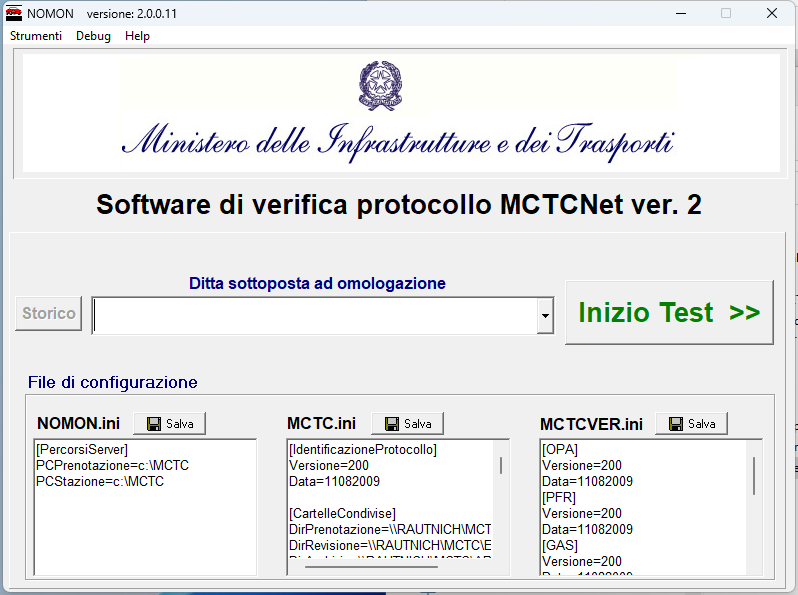 NOMON versione: 2.0.0.11
Strumenti Debug Help
Ministero delle Infrastrutture e dei Trasporti
Software di verifica protocollo MCTCNet ver. 2
Ditta sottoposta ad omologazione
Storico
Inizio Test >>
File di configurazione
NOMON.ini Salva
[PercorsiServer]
PCPrenotazione=c:\MCTC
PCStazione=c:\MCTC
MCTC.ini Salva
[IdentificazioneProtocollo]
Versione=200
Data=11082009
[CartelleCondivise]
DirPrenotazione=\\RAUTNICH\MCT
DirRevisione=\\RAUTNICH\MCTC\E
MCTCVER.ini Salva
[OPA]
Versione=200
Data=11082009
[PFR]
Versione=200
Data=11082009
[GAS]
Versione=200
Data=11082009